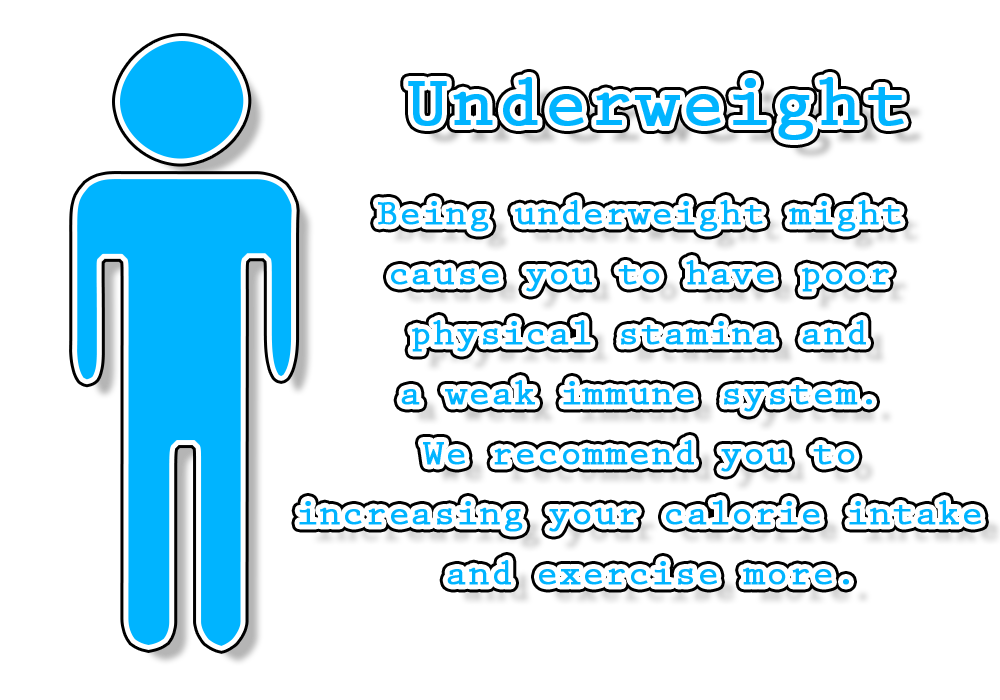 Underweight
Being underweight might
cause you to have poor
physical stamina and
a weak immune system.
We recommend you to
increasing your calorie intake
and exercise more.